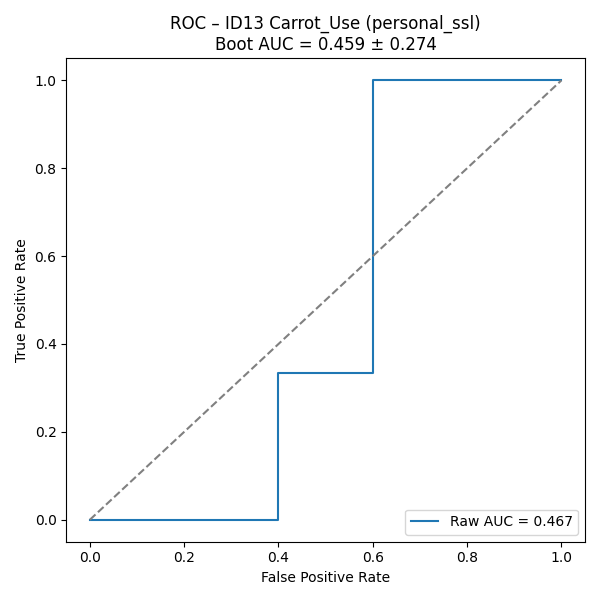 ROC – ID13 Carrot_Use (personal_ssl)
Boot AUC = 0.459 ± 0.274
True Positive Rate
1.0
0.8
0.6
0.4
0.2
0.0
Raw AUC = 0.467
0.0 0.2 0.4 0.6 0.8 1.0
False Positive Rate